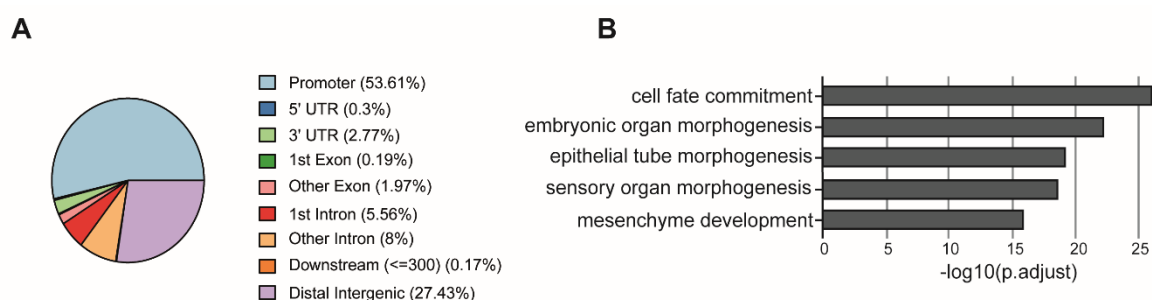 A
Promoter (53.61%)
5' UTR (0.3%)
3' UTR (2.77%)
1st Exon (0.19%)
Other Exon (1.97%)
1st Intron (5.56%)
Other Intron (8%)
Downstream (<=300) (0.17%)
Distal Intergenic (27.43%)
B
cell fate commitment
embryonic organ morphogenesis
epithelial tube morphogenesis
sensory organ morphogenesis
mesenchyme development
0 5 10 15 20 25
-log10(p.adjust)